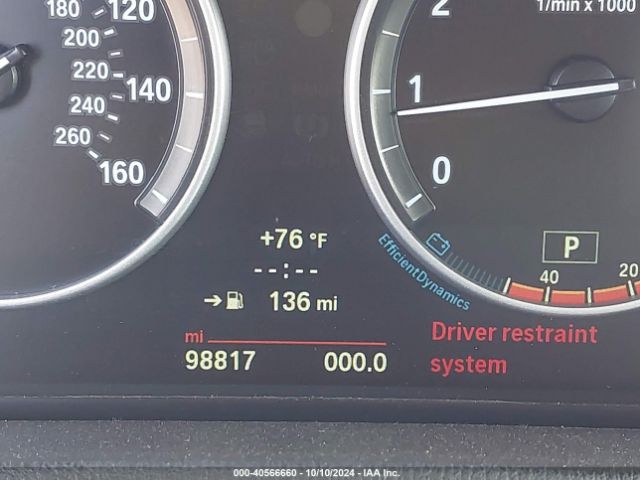 180 120
200
220
140
240
260
160
2
1/min x 1000
1
0
+76 °F
--:--
136 mi
mi
98817 000.0
EfficientDynamics
P
40 20
Driver restraint
system
000-40566660 - 10/10/2024 - IAA Inc.